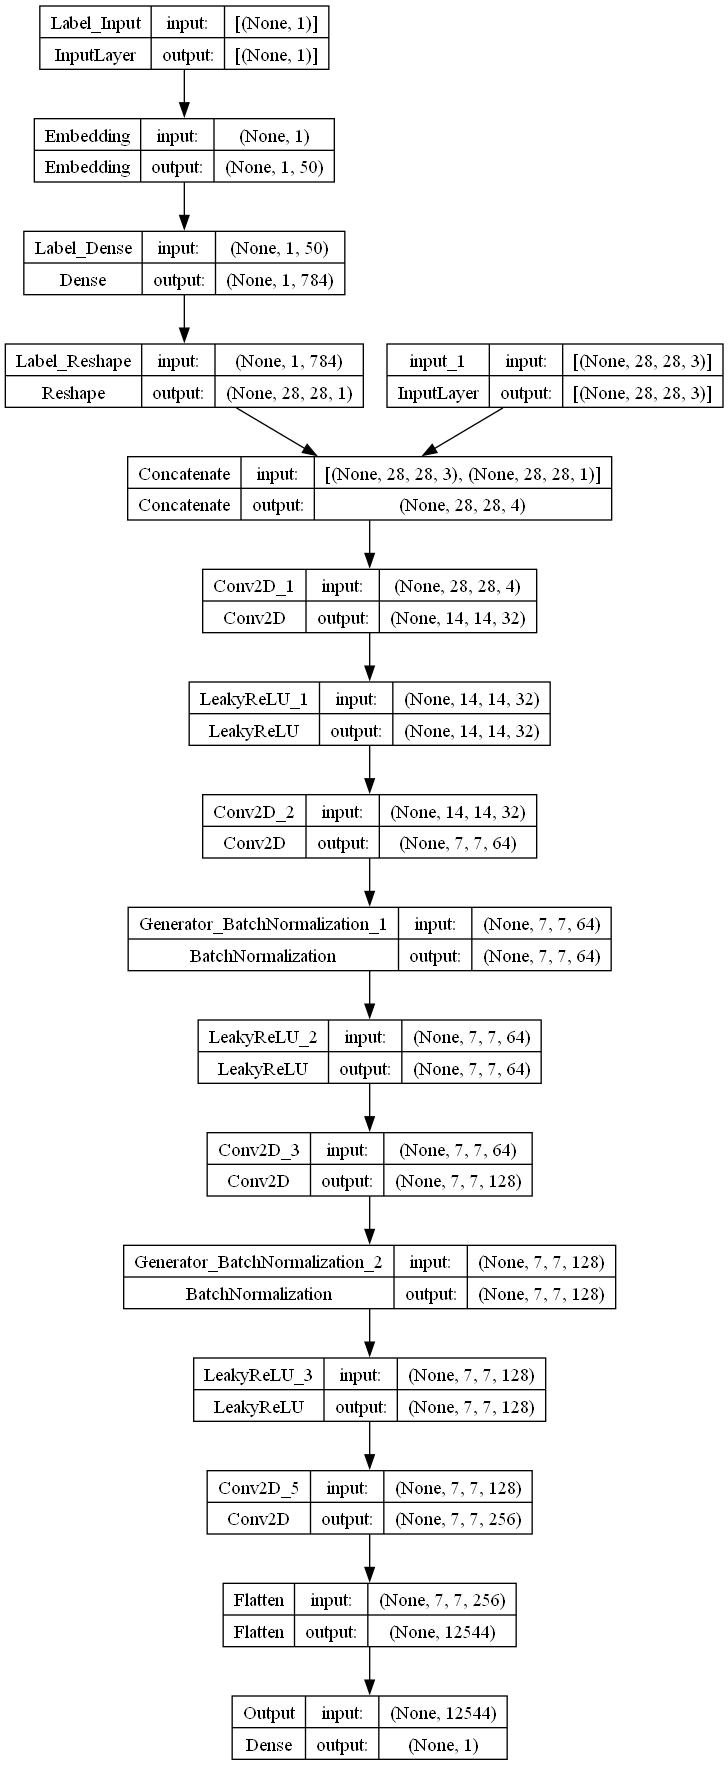 Label_Input input: [(None, 1)]
InputLayer output: [(None, 1)]
Embedding input: (None, 1)
Embedding output: (None, 1, 50)
Label_Dense input: (None, 1, 50)
Dense output: (None, 1, 784)
Label_Reshape input: (None, 1, 784)
Reshape output: (None, 28, 28, 1)
input_1 input: [(None, 28, 28, 3)]
InputLayer output: [(None, 28, 28, 3)]
Concatenate input: [(None, 28, 28, 3), (None, 28, 28, 1)]
Concatenate output: (None, 28, 28, 4)
Conv2D_1 input: (None, 28, 28, 4)
Conv2D output: (None, 14, 14, 32)
LeakyReLU_1 input: (None, 14, 14, 32)
LeakyReLU output: (None, 14, 14, 32)
Conv2D_2 input: (None, 14, 14, 32)
Conv2D output: (None, 7, 7, 64)
Generator_BatchNormalization_1 input: (None, 7, 7, 64)
BatchNormalization output: (None, 7, 7, 64)
LeakyReLU_2 input: (None, 7, 7, 64)
LeakyReLU output: (None, 7, 7, 64)
Conv2D_3 input: (None, 7, 7, 64)
Conv2D output: (None, 7, 7, 128)
Generator_BatchNormalization_2 input: (None, 7, 7, 128)
BatchNormalization output: (None, 7, 7, 128)
LeakyReLU_3 input: (None, 7, 7, 128)
LeakyReLU output: (None, 7, 7, 128)
Conv2D_5 input: (None, 7, 7, 128)
Conv2D output: (None, 7, 7, 256)
Flatten input: (None, 7, 7, 256)
Flatten output: (None, 12544)
Output input: (None, 12544)
Dense output: (None, 1)